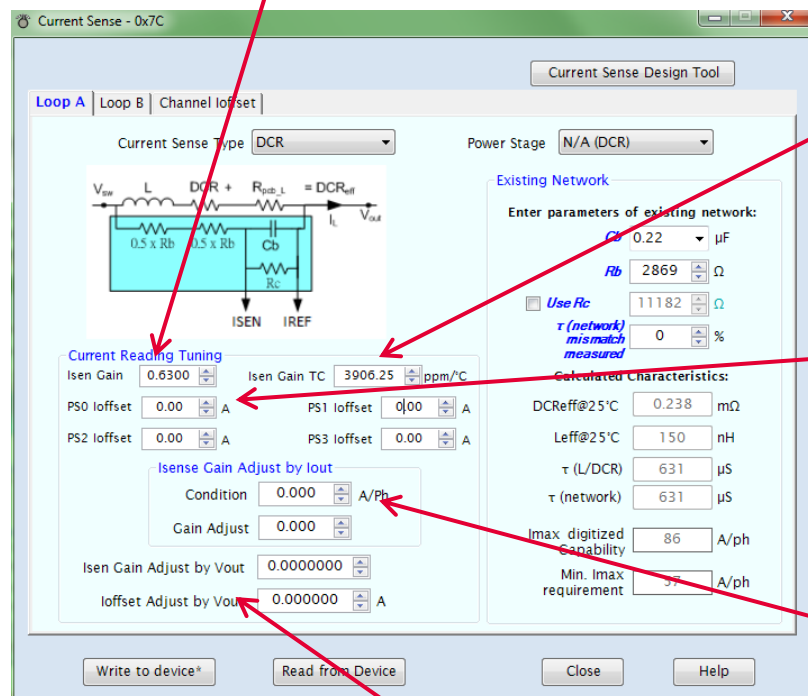 Current Sense - 0x7C
Current Sense Design Tool
Loop A Loop B Channel Ioffset
Current Sense Type DCR
Power Stage N/A (DCR)
Vsw L DCR + Rpcb_L = DCReff
IL Vout
0.5 x Rb 0.5 x Rb Cb
Rc
ISEN IREF
Existing Network
Enter parameters of existing network:
Cb 0.22 µF
Rb 2869 Ω
Use Rc 11182 Ω
τ (network) mismatch measured 0 %
Current Reading Tuning
Isen Gain 0.6300 Isen Gain TC 3906.25 ppm/°C
PS0 Ioffset 0.00 A PS1 Ioffset 0.00 A
PS2 Ioffset 0.00 A PS3 Ioffset 0.00 A
Isense Gain Adjust by Iout
Condition 0.000 A/Ph
Gain Adjust 0.000
Isen Gain Adjust by Vout 0.0000000
Ioffset Adjust by Vout 0.000000 A
Calculated Characteristics:
DCReff@25°C 0.238 mΩ
Leff@25°C 150 nH
τ (L/DCR) 631 µS
τ (network) 631 µS
Imax digitized Capability 86 A/ph
Min. Imax requirement A/ph
Write to device* Read from Device Close Help